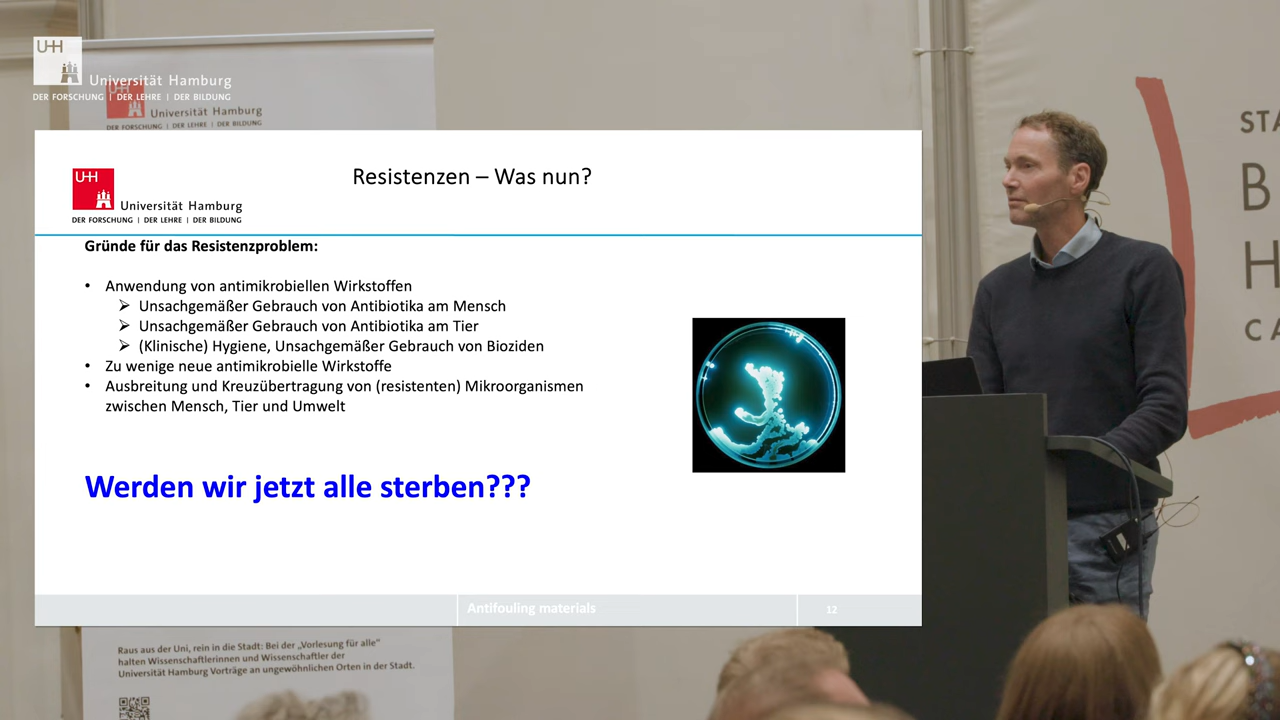 UHH
Universität Hamburg
DER FORSCHUNG | DER LEHRE | DER BILDUNG
UHH
Universität Hamburg
DER FORSCHUNG | DER LEHRE | DER BILDUNG
Resistenzen – Was nun?
UHH
Universität Hamburg
DER FORSCHUNG | DER LEHRE | DER BILDUNG
Gründe für das Resistenzproblem:
• Anwendung von antimikrobiellen Wirkstoffen
➢ Unsachgemäßer Gebrauch von Antibiotika am Mensch
➢ Unsachgemäßer Gebrauch von Antibiotika am Tier
➢ (Klinische) Hygiene, Unsachgemäßer Gebrauch von Bioziden
• Zu wenige neue antimikrobielle Wirkstoffe
• Ausbreitung und Kreuzübertragung von (resistenten) Mikroorganismen
zwischen Mensch, Tier und Umwelt
Werden wir jetzt alle sterben???
Antifouling materials
12
Raus aus der Uni, rein in die Stadt: Bei der „Vorlesung für alle“
halten Wissenschaftlerinnen und Wissenschaftler der
Universität Hamburg Vorträge an ungewöhnlichen Orten in der Stadt.
STA
B
H
CA